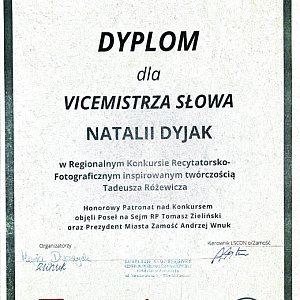 DYPLOM
dla
VICEMISTRZA SŁOWA
NATALII DYJAK
w Regionalnym Konkursie Recytatorsko-
Fotograficznym inspirowanym twórczością
Tadeusza Różewicza
Honorowy Patronat nad Konkursem
objęli Poseł na Sejm RP Tomasz Zieliński
oraz Prezydent Miasta Zamość Andrzej Wnuk
Organizatorzy
Kierownik LSCDN o/Zamość